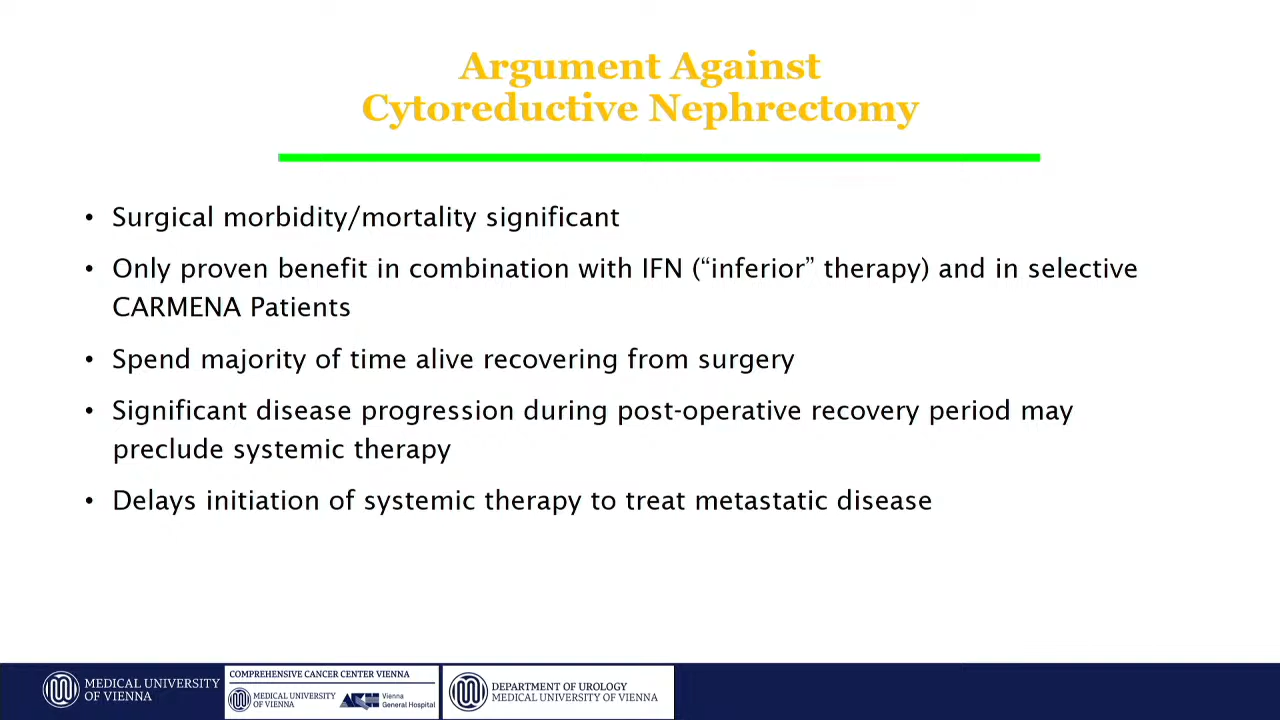 Argument Against
Cytoreductive Nephrectomy
• Surgical morbidity/mortality significant
• Only proven benefit in combination with IFN (“inferior” therapy) and in selective
CARMENA Patients
• Spend majority of time alive recovering from surgery
• Significant disease progression during post-operative recovery period may
preclude systemic therapy
• Delays initiation of systemic therapy to treat metastatic disease
MEDICAL UNIVERSITY
OF VIENNA
COMPREHENSIVE CANCER CENTER VIENNA
MEDICAL UNIVERSITY
OF VIENNA
AKH
Vienna
General Hospital
DEPARTMENT OF UROLOGY
MEDICAL UNIVERSITY OF VIENNA